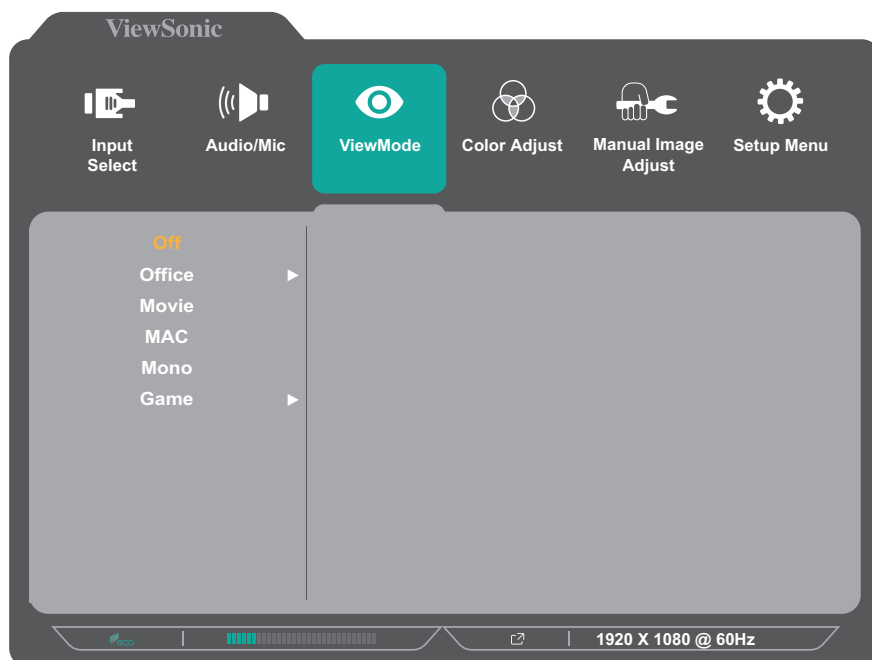 ViewSonic
Input
Select
Audio/Mic
ViewMode
Color Adjust
Manual Image
Adjust
Setup Menu
Off
Office
Movie
MAC
Mono
Game
eco
1920 X 1080 @ 60Hz